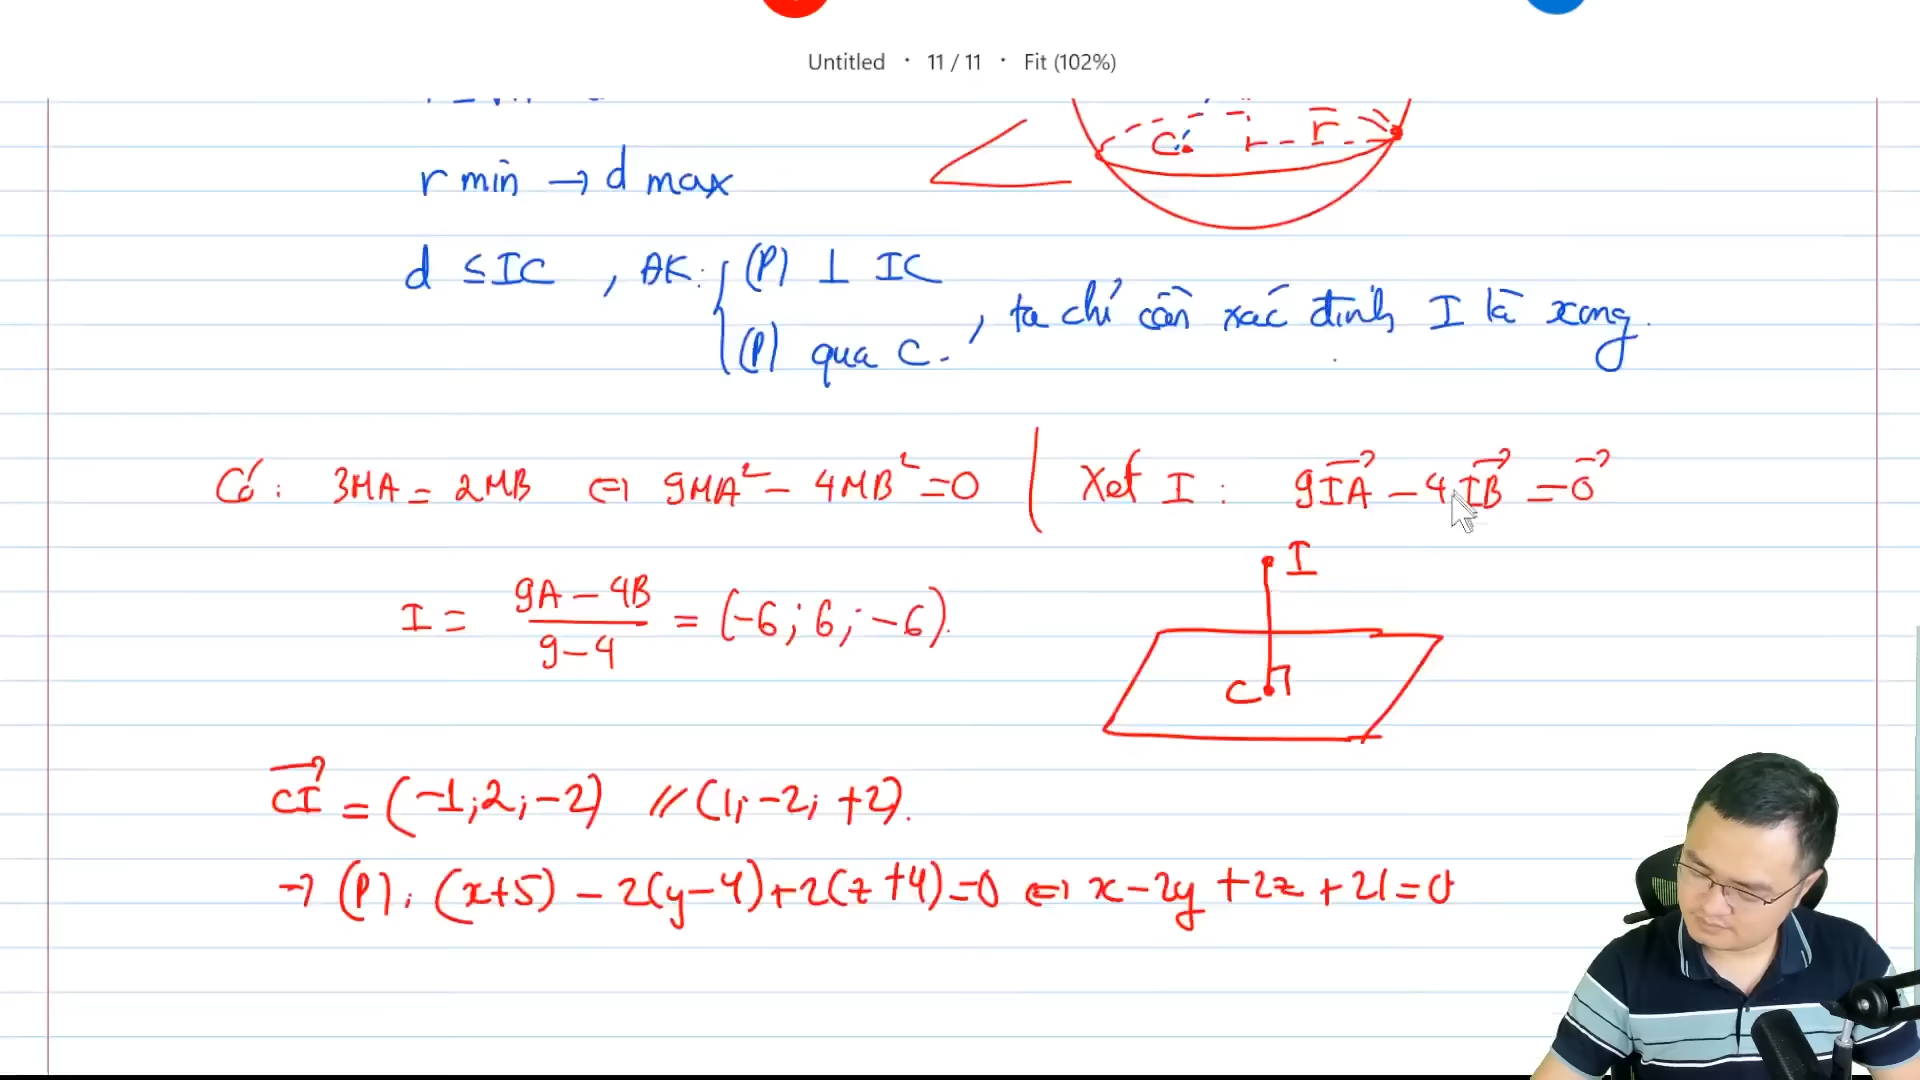 Untitled · 11 / 11 · Fit (102%)
C r
r min → d max
d ≤ IC , ĐK: { (P) ⊥ IC
(P) qua C. , ta chỉ cần xác định I là xong.
Có: 3MA = 2MB ⇔ 9MA² − 4MB² = 0 | Xét I : 9IA⃗ − 4IB⃗ = 0⃗
I = (9A − 4B)/(9 − 4) = (−6; 6; −6).
I
C
CI⃗ = (−1; 2; −2) // (1; −2; +2).
→ (P): (x+5) − 2(y−4) + 2(z+4) = 0 ⇔ x − 2y + 2z + 21 = 0